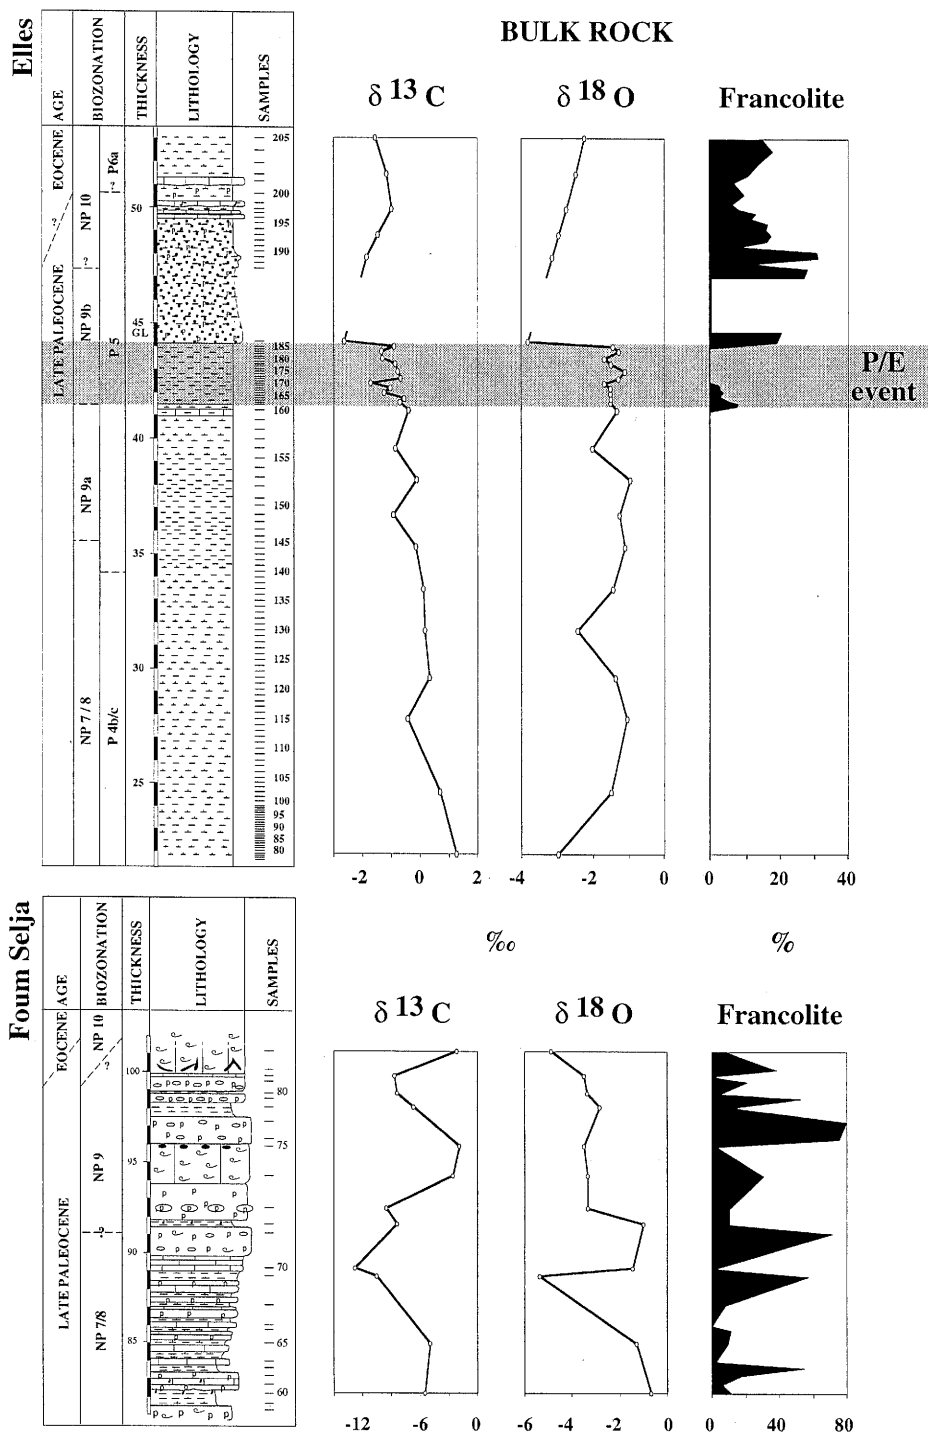 Elles
BULK ROCK
AGE
BIOZONATION
THICKNESS
LITHOLOGY
SAMPLES
δ 13 C
δ 18 O
Francolite
EOCENE
?
LATE PALEOCENE
NP 10
?
NP 9b
NP 9a
NP 7 / 8
P6a
?
P 5
P 4b/c
50
45
GL
40
35
30
25
205
200
195
190
185
180
175
170
165
160
155
150
145
140
135
130
125
120
115
110
105
100
95
90
85
80
P/E
event
-2 0 2
-4 -2 0
0 20 40
‰
%
Foum Selja
AGE
BIOZONATION
THICKNESS
LITHOLOGY
SAMPLES
δ 13 C
δ 18 O
Francolite
EOCENE
LATE PALEOCENE
NP 10
?
NP 9
?
NP 7/8
100
95
90
85
80
75
70
65
60
-12 -6 0
-6 -4 -2 0
0 40 80